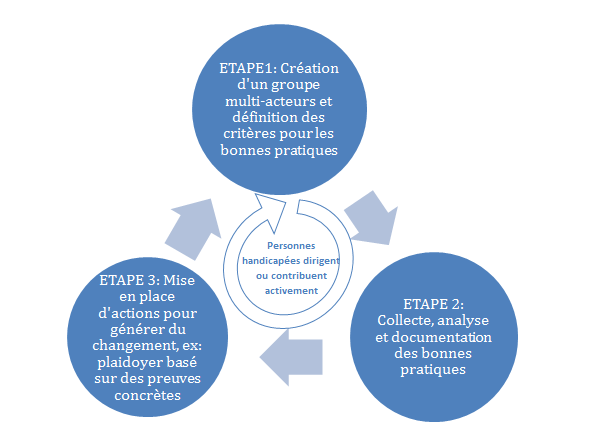 ETAPE1: Création
d'un groupe
multi-acteurs et
définition des
critères pour les
bonnes pratiques
Personnes
handicapées dirigent
ou contribuent
activement
ETAPE 2:
Collecte, analyse
et documentation
des bonnes
pratiques
ETAPE 3: Mise
en place
d'actions pour
générer du
changement, ex:
plaidoyer basé
sur des preuves
concrètes